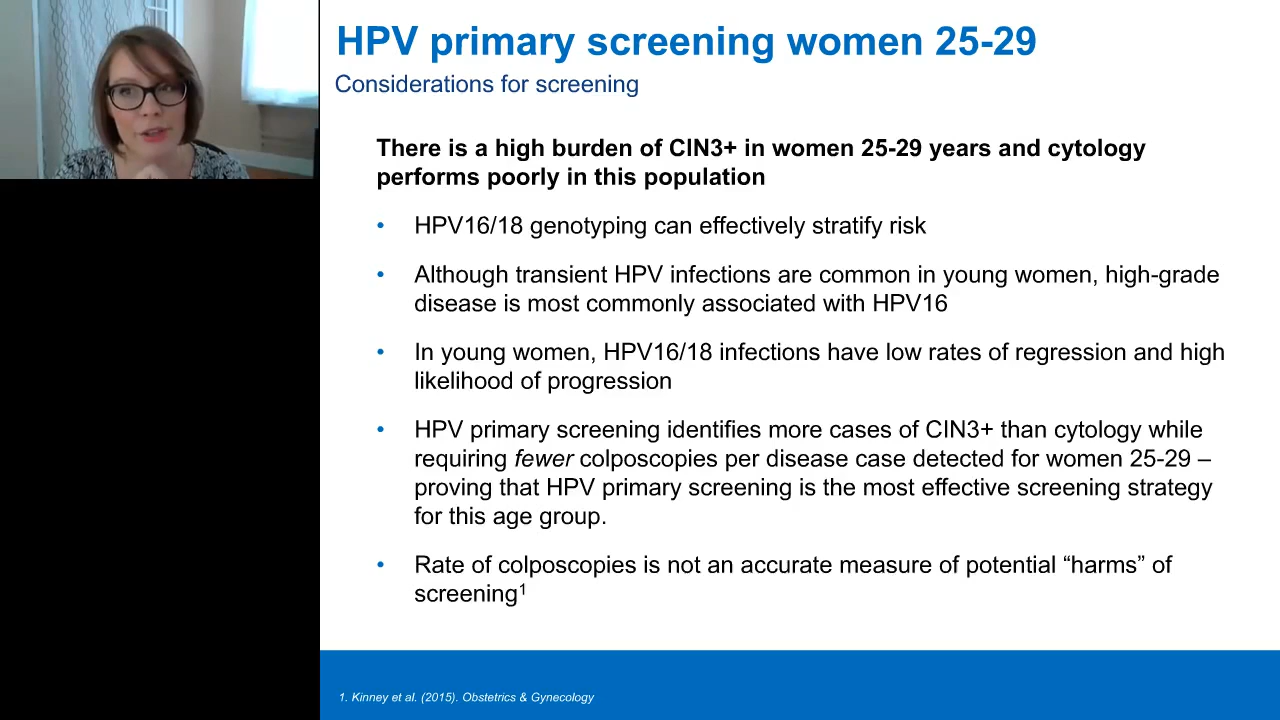 HPV primary screening women 25-29
Considerations for screening
There is a high burden of CIN3+ in women 25-29 years and cytology
performs poorly in this population
• HPV16/18 genotyping can effectively stratify risk
• Although transient HPV infections are common in young women, high-grade
disease is most commonly associated with HPV16
• In young women, HPV16/18 infections have low rates of regression and high
likelihood of progression
• HPV primary screening identifies more cases of CIN3+ than cytology while
requiring fewer colposcopies per disease case detected for women 25-29 –
proving that HPV primary screening is the most effective screening strategy
for this age group.
• Rate of colposcopies is not an accurate measure of potential “harms” of
screening¹
1. Kinney et al. (2015). Obstetrics & Gynecology